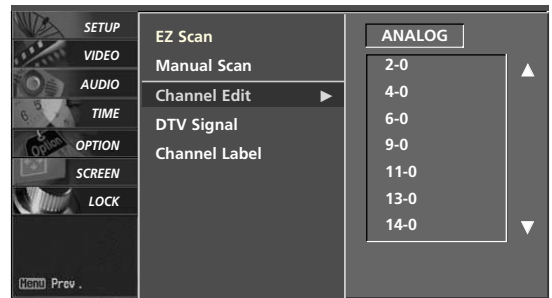 SETUP
VIDEO
AUDIO
TIME
OPTION
SCREEN
LOCK
Menu Prev .
EZ Scan
Manual Scan
Channel Edit ▶
DTV Signal
Channel Label
ANALOG
2-0
4-0
6-0
9-0
11-0
13-0
14-0